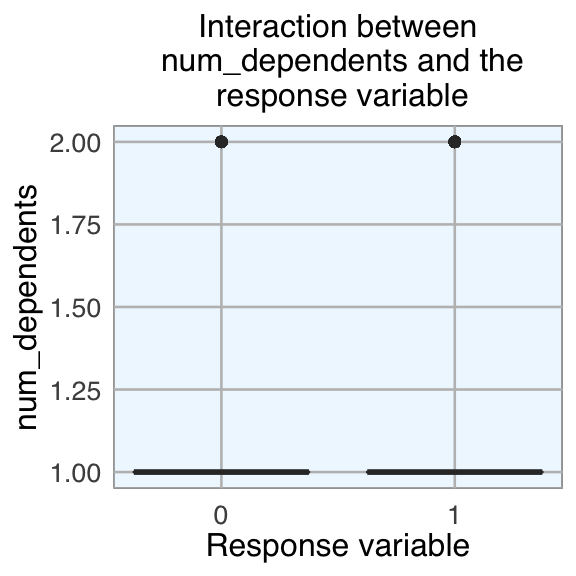 Interaction between
num_dependents and the
response variable
num_dependents
2.00
1.75
1.50
1.25
1.00
0 1
Response variable